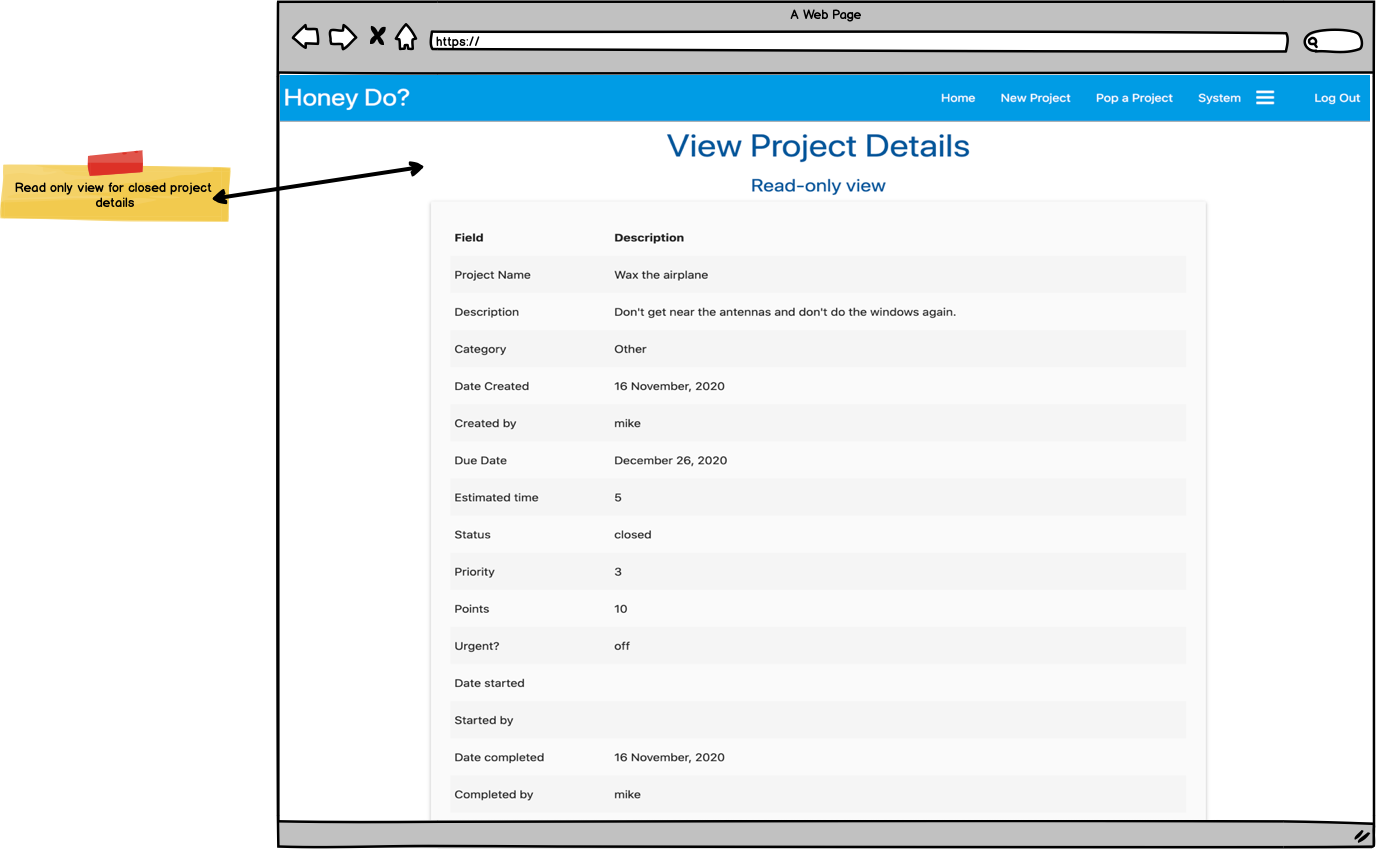 A Web Page
https://
Honey Do?
Home New Project Pop a Project System Log Out
View Project Details
Read-only view
Read only view for closed project
details
Field Description
Project Name Wax the airplane
Description Don't get near the antennas and don't do the windows again.
Category Other
Date Created 16 November, 2020
Created by mike
Due Date December 26, 2020
Estimated time 5
Status closed
Priority 3
Points 10
Urgent? off
Date started
Started by
Date completed 16 November, 2020
Completed by mike